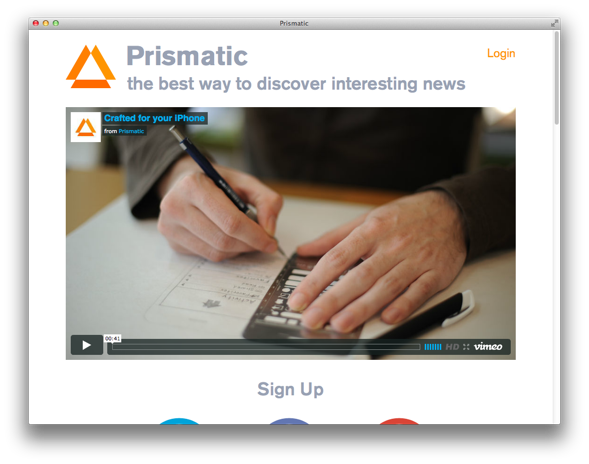 Prismatic
Prismatic
Login
the best way to discover interesting news
Crafted for your iPhone
from Prismatic
00:41
HD
vimeo
Sign Up